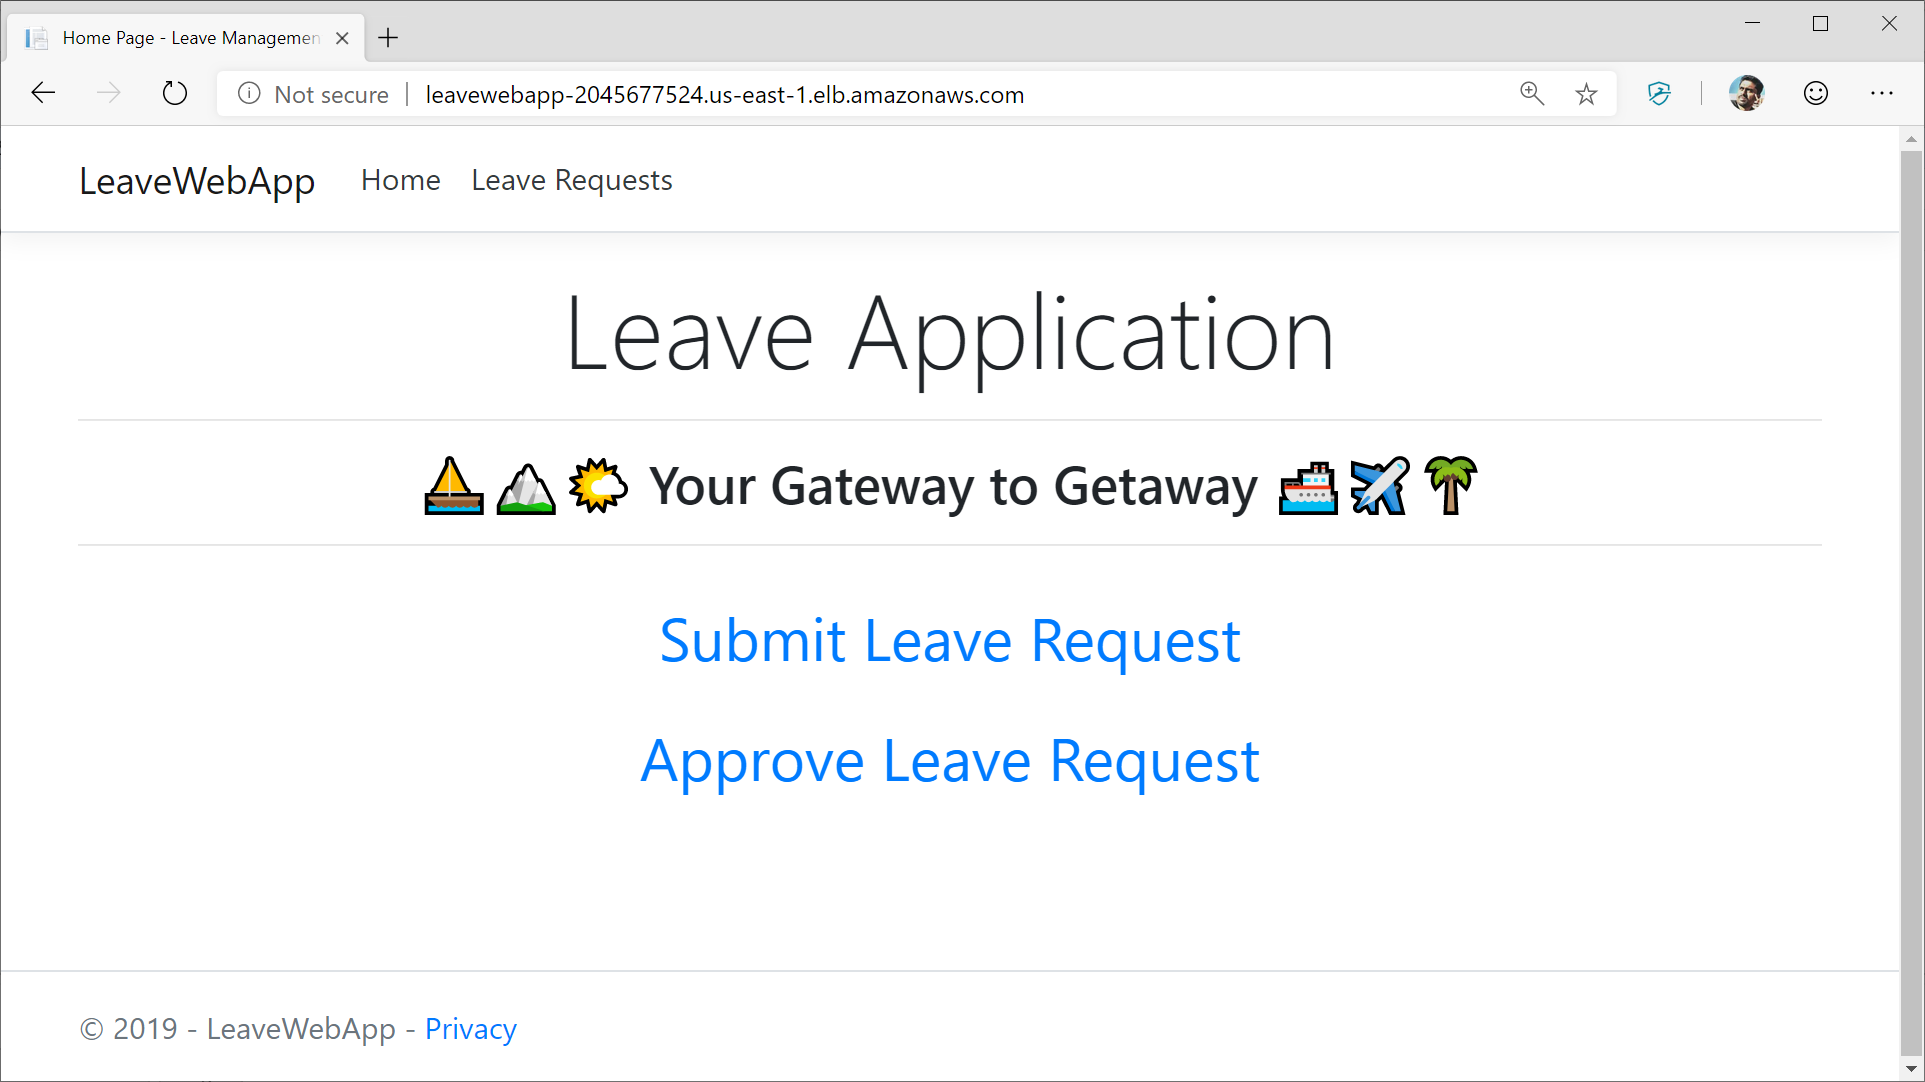 Home Page - Leave Managemen
Not secure
leavewebapp-2045677524.us-east-1.elb.amazonaws.com
LeaveWebApp Home Leave Requests
Leave Application
Your Gateway to Getaway
Submit Leave Request
Approve Leave Request
© 2019 - LeaveWebApp - Privacy